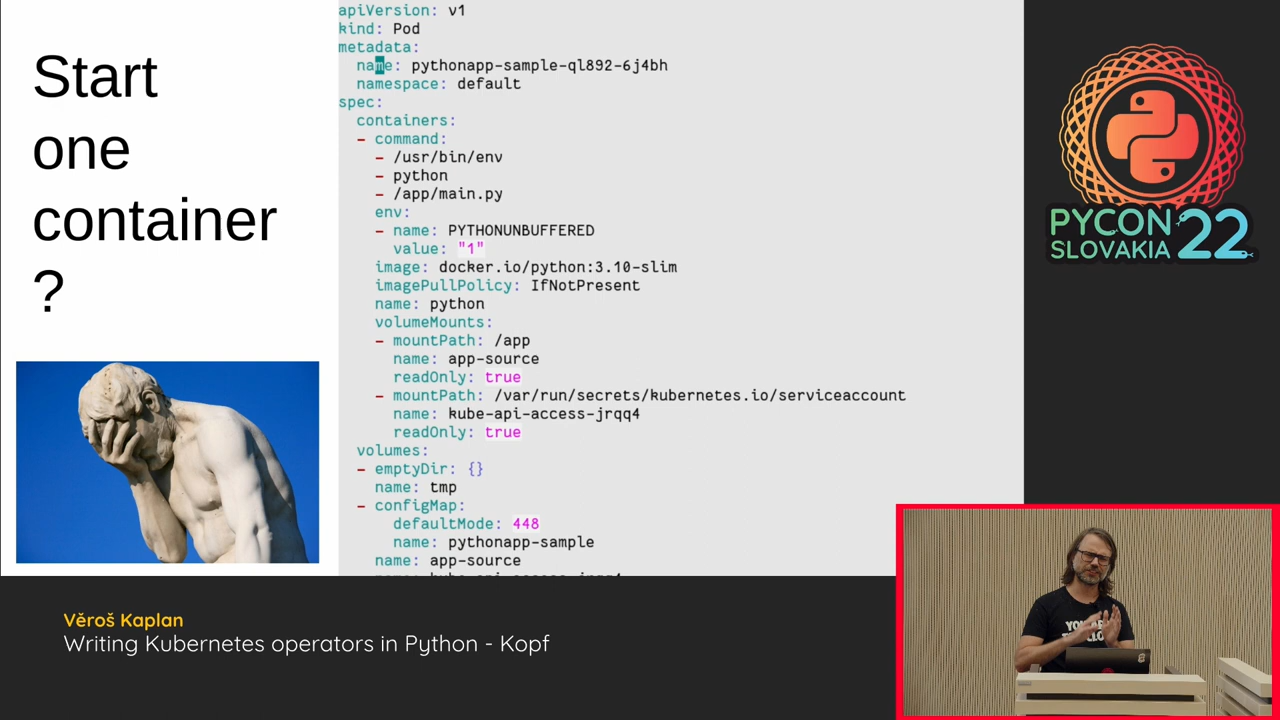 Start
one
container
?
apiVersion: v1
kind: Pod
metadata:
  name: pythonapp-sample-ql892-6j4bh
  namespace: default
spec:
  containers:
  - command:
    - /usr/bin/env
    - python
    - /app/main.py
    env:
    - name: PYTHONUNBUFFERED
      value: "1"
    image: docker.io/python:3.10-slim
    imagePullPolicy: IfNotPresent
    name: python
    volumeMounts:
    - mountPath: /app
      name: app-source
      readOnly: true
    - mountPath: /var/run/secrets/kubernetes.io/serviceaccount
      name: kube-api-access-jrqq4
      readOnly: true
  volumes:
  - emptyDir: {}
    name: tmp
  - configMap:
      defaultMode: 448
      name: pythonapp-sample
    name: app-source
PYCON
SLOVAKIA 22
Věroš Kaplan
Writing Kubernetes operators in Python - Kopf